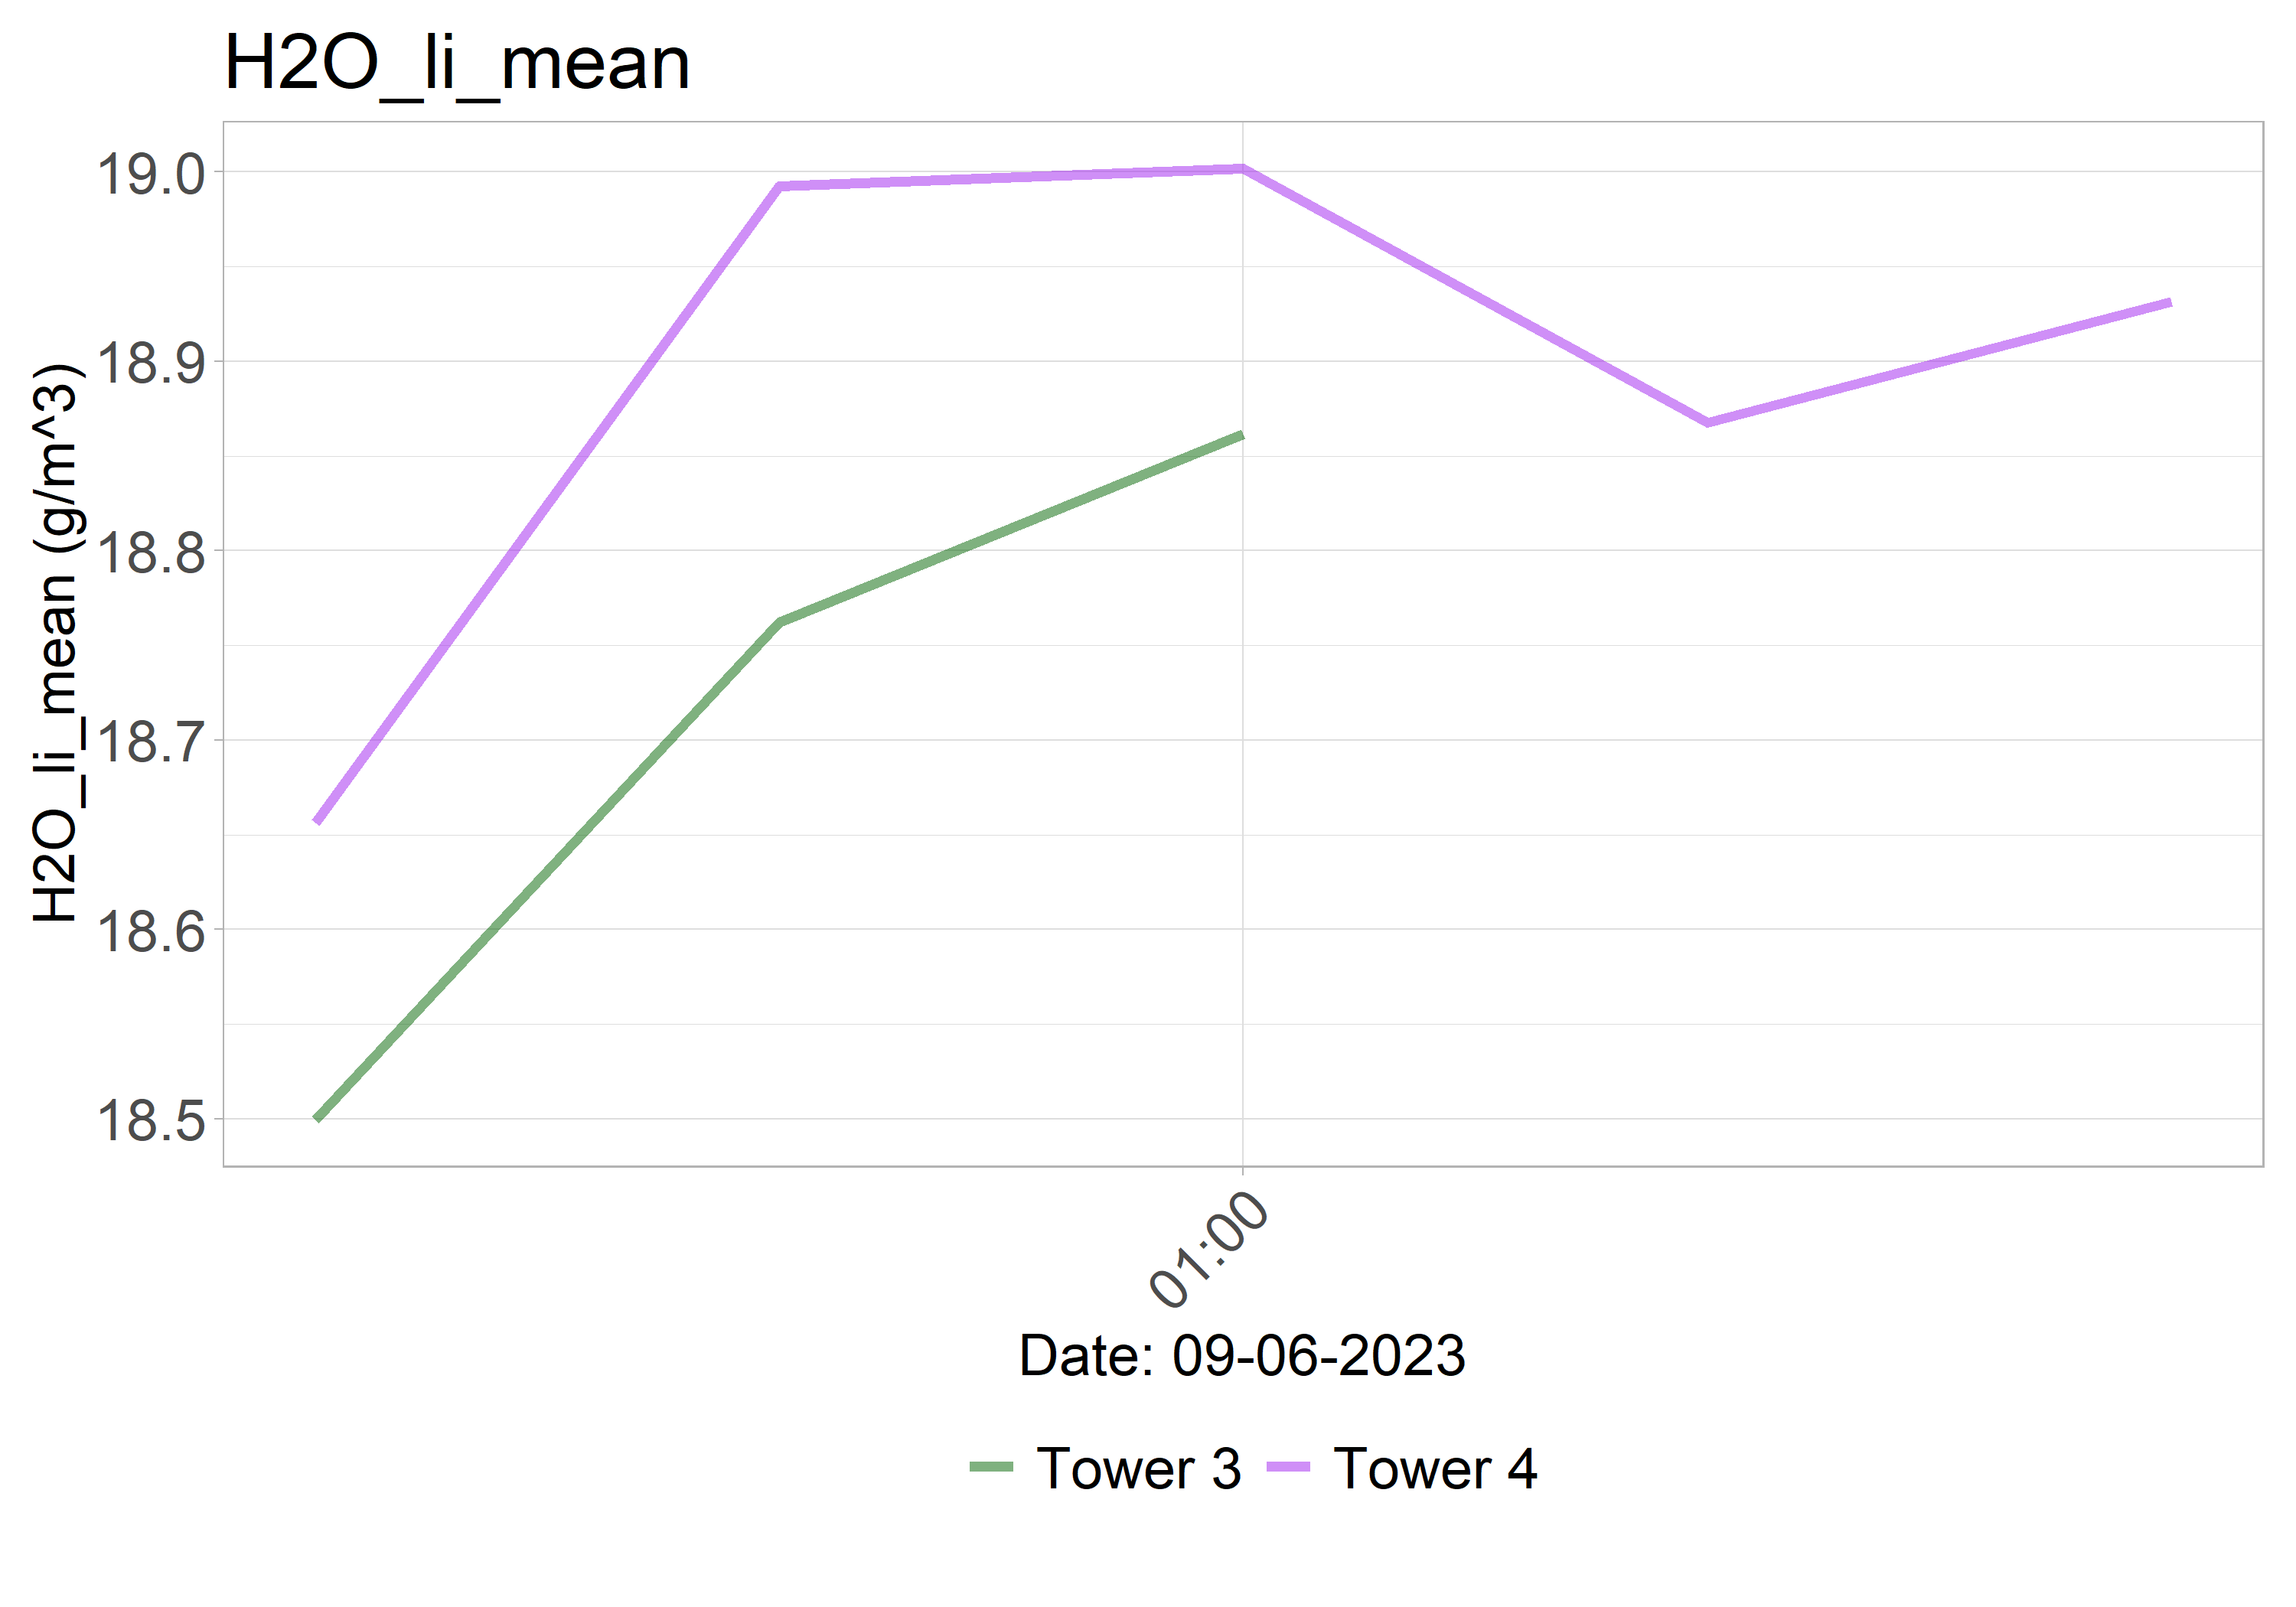 H2O_li_mean
H2O_li_mean (g/m^3)
19.0
18.9
18.8
18.7
18.6
18.5
01:00
Date: 09-06-2023
Tower 3 Tower 4